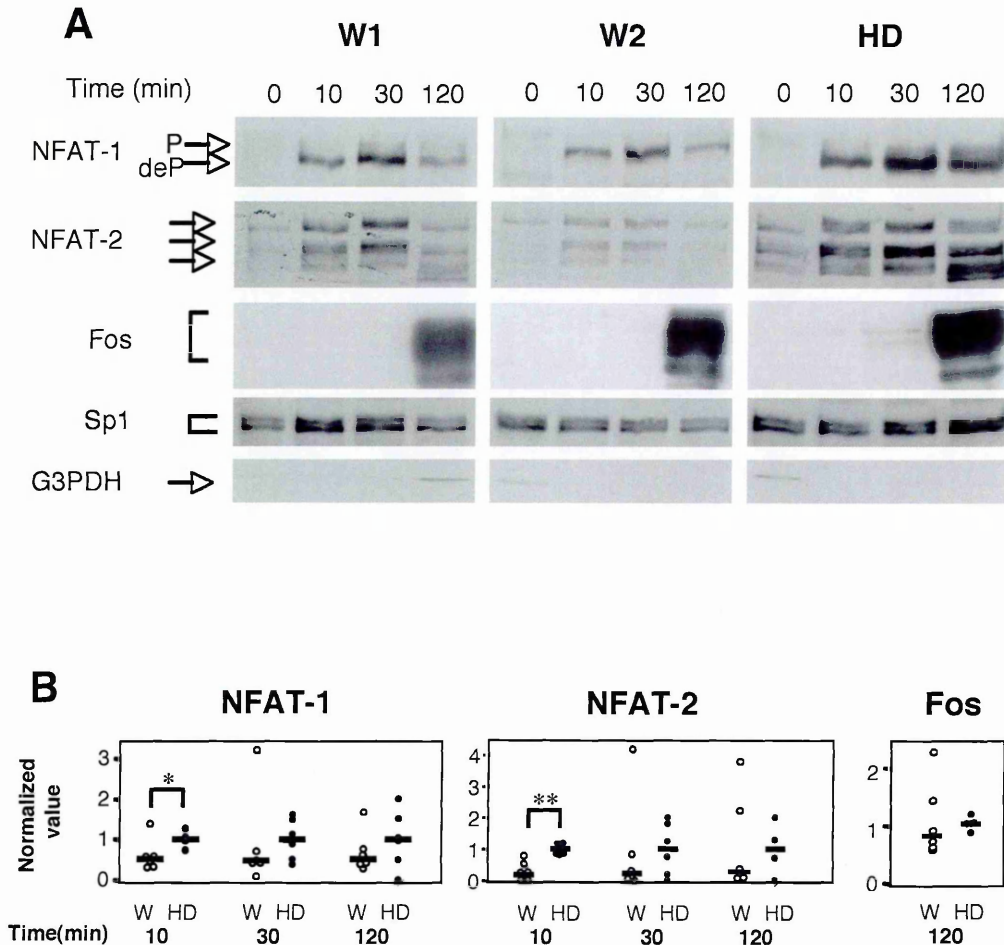 A
W1 W2 HD
Time (min) 0 10 30 120 0 10 30 120 0 10 30 120
NFAT-1 P
deP
NFAT-2
Fos
Sp1
G3PDH
B
NFAT-1 NFAT-2 Fos
Normalized value
3
2
1
0
*
4
3
2
1
0
**
2
1
0
W HD W HD W HD W HD W HD W HD W HD
Time(min) 10 30 120 10 30 120 120